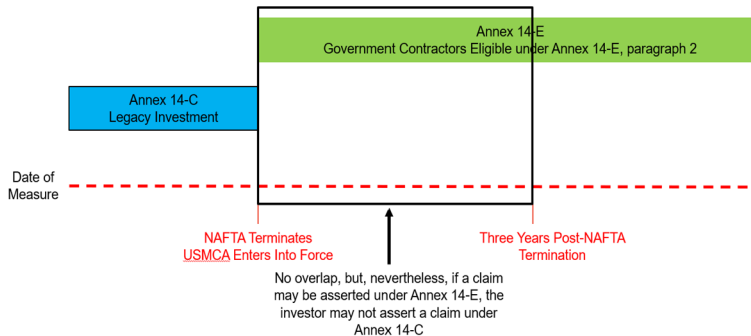 Annex 14-E
Government Contractors Eligible under Annex 14-E, paragraph 2
Annex 14-C
Legacy Investment
Date of
Measure
NAFTA Terminates
USMCA Enters Into Force
Three Years Post-NAFTA
Termination
No overlap, but, nevertheless, if a claim
may be asserted under Annex 14-E, the
investor may not assert a claim under
Annex 14-C